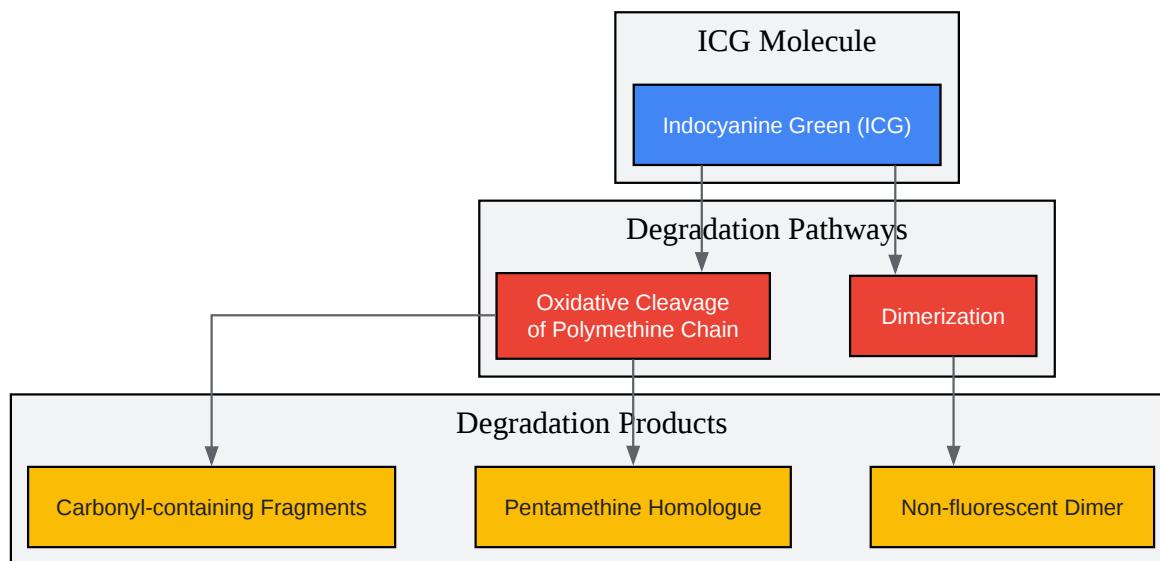 ICG Molecule
Indocyanine Green (ICG)
Degradation Pathways
Oxidative Cleavage
of Polymethine Chain
Dimerization
Degradation Products
Carbonyl-containing Fragments
Pentamethine Homologue
Non-fluorescent Dimer